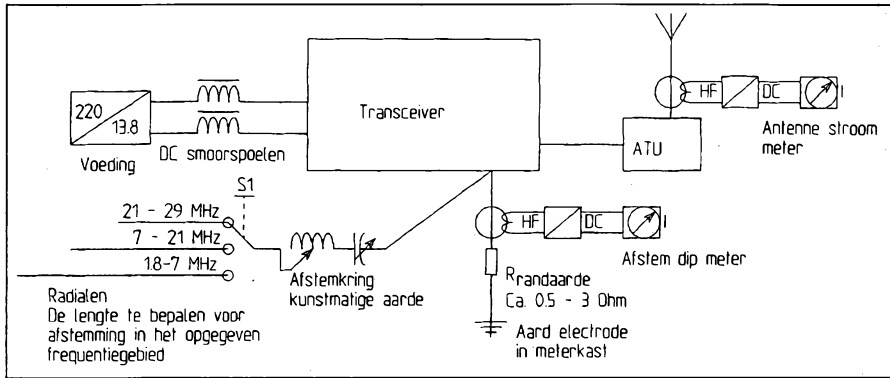 220
13.8
Voeding
DC smoorspoelen
Transceiver
ATU
HF
DC
I
Antenne stroom
meter
S1
21 - 29 MHz
7 - 21 MHz
1.8-7 MHz
Radialen
De lengte te bepalen voor
afstemming in het opgegeven
frequentiegebied
Afstemkring
kunstmatige aarde
HF
DC
I
Afstem dip meter
Rrandaarde
Ca. 0.5 - 3 Ohm
Aard electrode
in meterkast